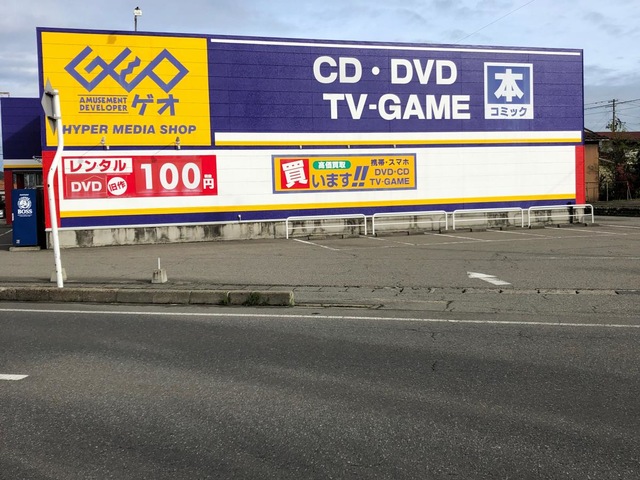 GEO
AMUSEMENT
DEVELOPER
ゲオ
HYPER MEDIA SHOP
CD・DVD
TV-GAME
本
コミック
レンタル
DVD 旧作 100円
買います!!
高価買取
携帯・スマホ
DVD・CD
TV-GAME
BOSS